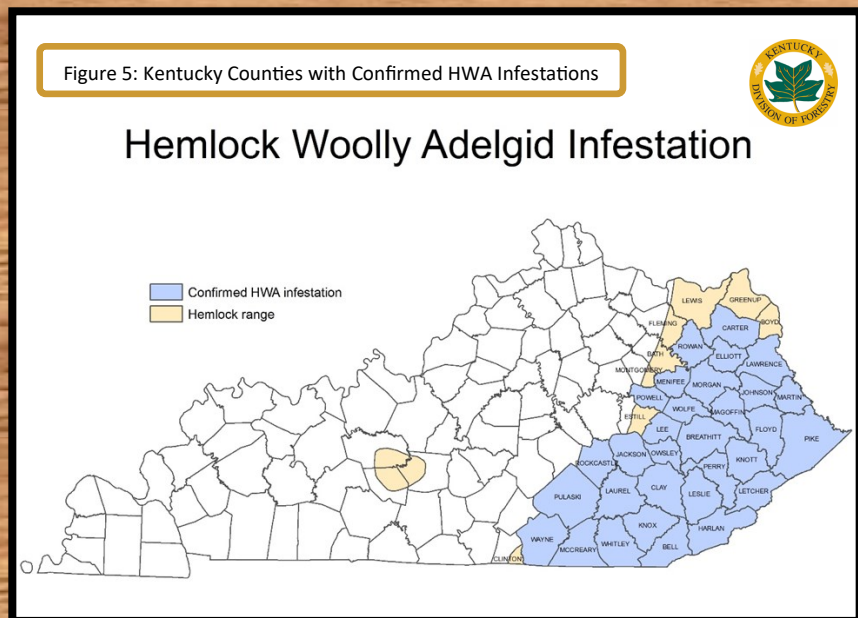 Figure 5: Kentucky Counties with Confirmed HWA Infestations
KENTUCKY
DIVISION OF FORESTRY
Hemlock Woolly Adelgid Infestation
Confirmed HWA infestation
Hemlock range
LEWIS
GREENUP
FLEMING
CARTER
BOYD
ROWAN
BATH
ELLIOTT
LAWRENCE
MONTGOMERY
MENIFEE
MORGAN
JOHNSON
MARTIN
POWELL
WOLFE
MAGOFFIN
ESTILL
LEE
FLOYD
BREATHITT
PIKE
JACKSON
OWSLEY
ROCKCASTLE
PERRY
KNOTT
PULASKI
LAUREL
CLAY
LESLIE
LETCHER
KNOX
HARLAN
WAYNE
WHITLEY
BELL
MCCREARY
CLINTON